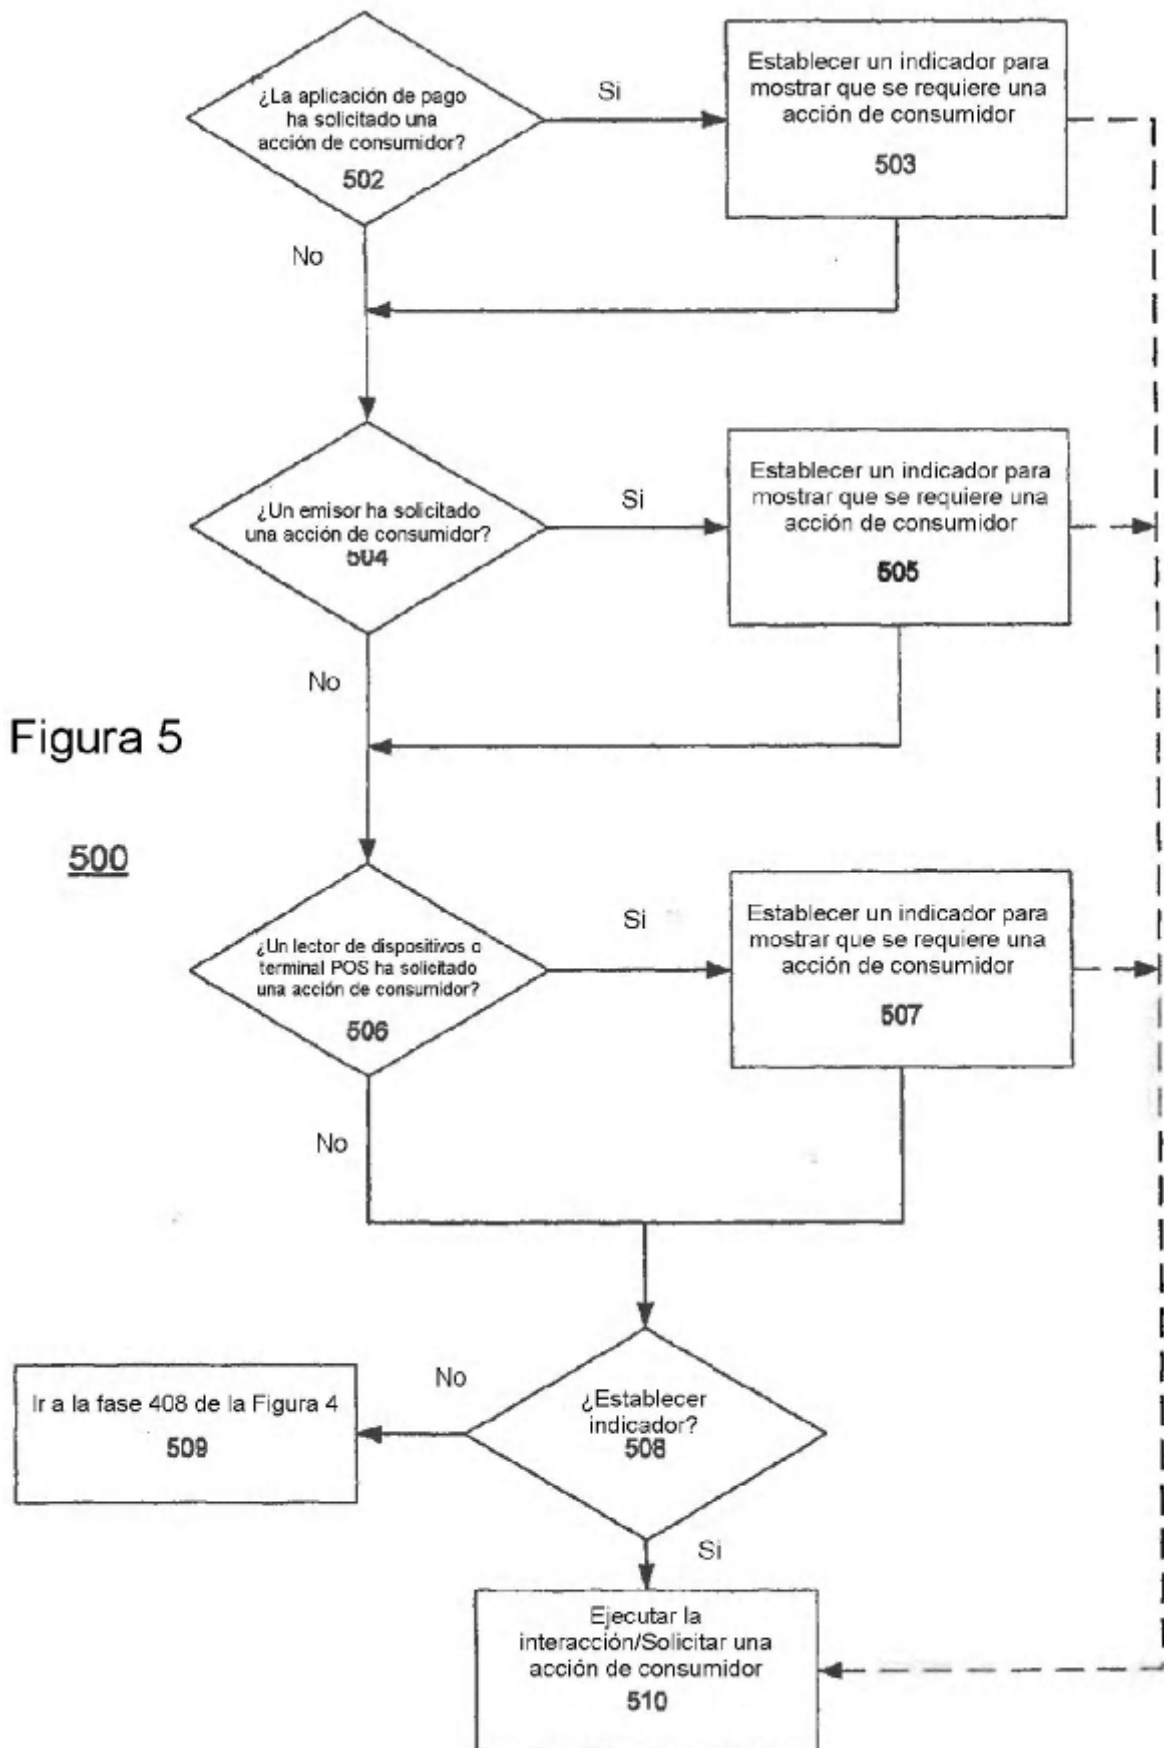 ¿La aplicación de pago
ha solicitado una
acción de consumidor?
502
Si
Establecer un indicador para
mostrar que se requiere una
acción de consumidor
503
No
¿Un emisor ha solicitado
una acción de consumidor?
504
Si
Establecer un indicador para
mostrar que se requiere una
acción de consumidor
505
No
Figura 5
500
¿Un lector de dispositivos o
terminal POS ha solicitado
una acción de consumidor?
506
Si
Establecer un indicador para
mostrar que se requiere una
acción de consumidor
507
No
¿Establecer
indicador?
508
No
Ir a la fase 408 de la Figura 4
509
Si
Ejecutar la
interacción/Solicitar una
acción de consumidor
510